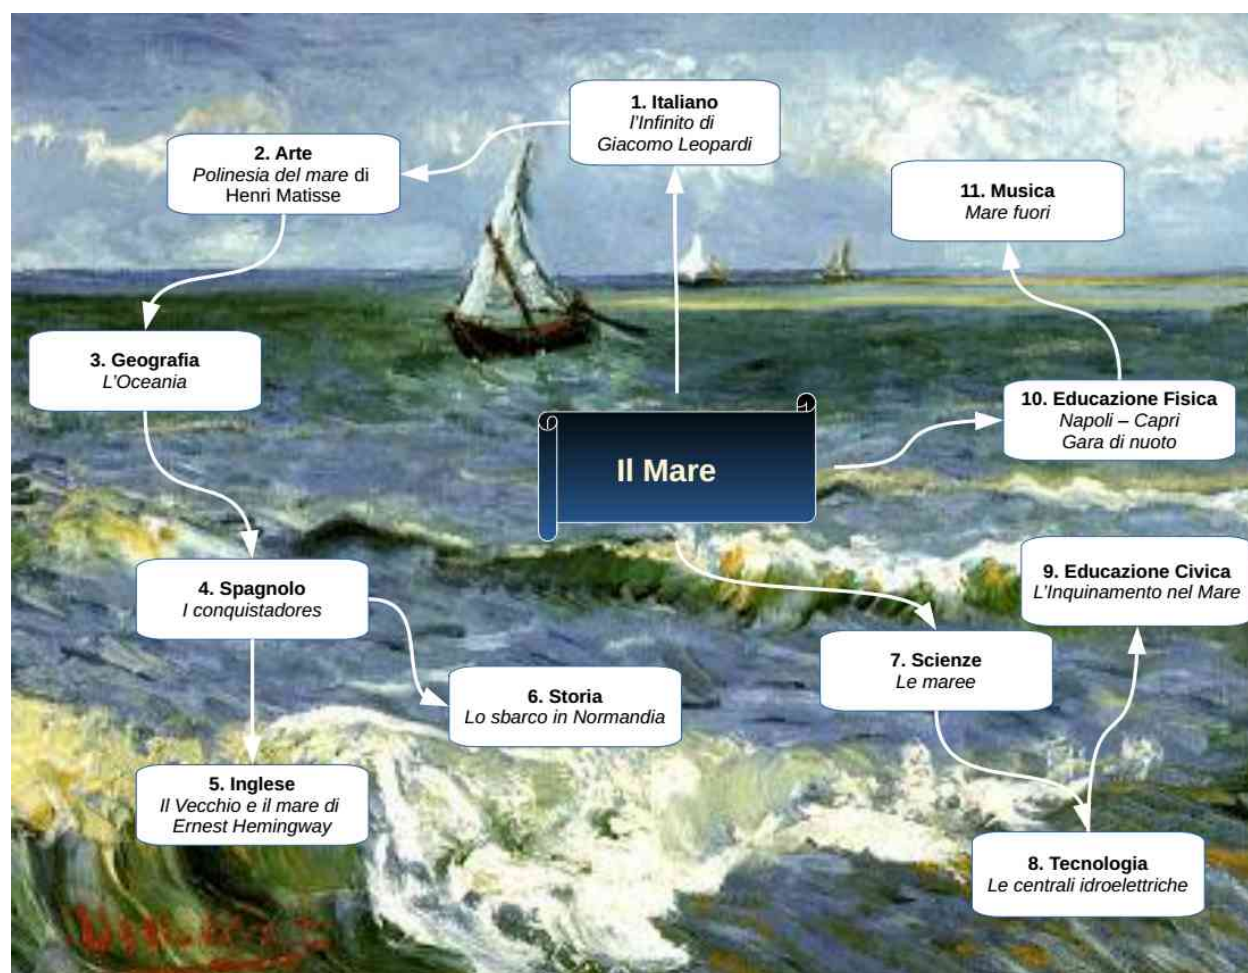 1. Italiano
l'Infinito di
Giacomo Leopardi
2. Arte
Polinesia del mare di
Henri Matisse
11. Musica
Mare fuori
3. Geografia
L'Oceania
10. Educazione Fisica
Napoli – Capri
Gara di nuoto
Il Mare
9. Educazione Civica
L'Inquinamento nel Mare
4. Spagnolo
I conquistadores
7. Scienze
Le maree
6. Storia
Lo sbarco in Normandia
5. Inglese
Il Vecchio e il mare di
Ernest Hemingway
8. Tecnologia
Le centrali idroelettriche